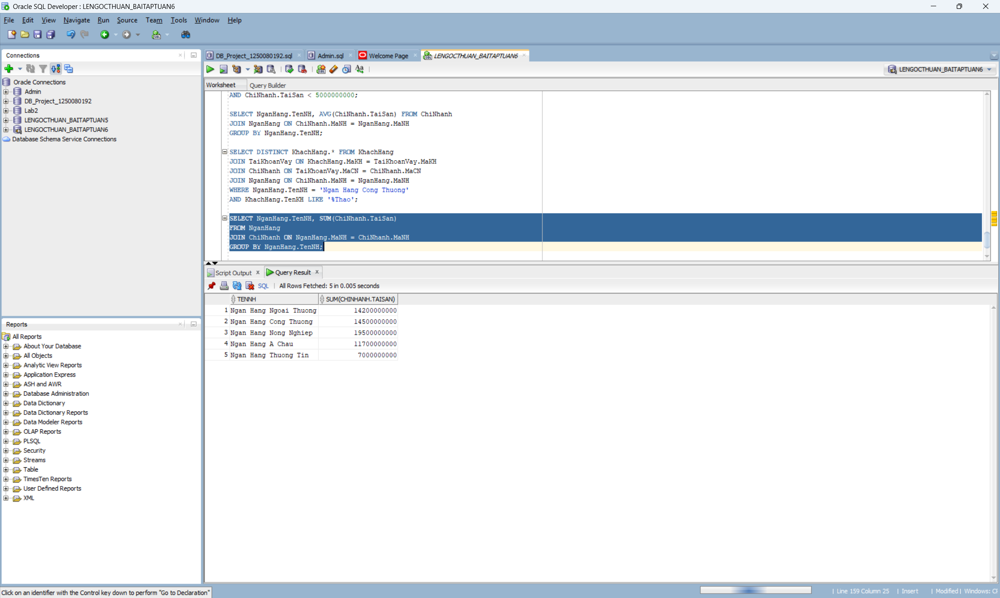 Oracle SQL Developer : LENGOCTHUAN_BAITAPTUAN6
File Edit View Navigate Run Source Team Tools Window Help
Connections
Oracle Connections
Admin
DB_Project_1250080192
Lab2
LENGOCTHUAN_BAITAPTUAN5
LENGOCTHUAN_BAITAPTUAN6
Database Schema Service Connections
Reports
All Reports
About Your Database
All Objects
Analytic View Reports
Application Express
ASH and AWR
Database Administration
Data Dictionary
Data Dictionary Reports
Data Modeler Reports
OLAP Reports
PLSQL
Security
Streams
Table
TimesTen Reports
User Defined Reports
XML
DB_Project_1250080192.sql Admin.sql Welcome Page LENGOCTHUAN_BAITAPTUAN6
LENGOCTHUAN_BAITAPTUAN6
Worksheet Query Builder
AND ChiNhanh.TaiSan < 5000000000;
SELECT NganHang.TenNH, AVG(ChiNhanh.TaiSan) FROM ChiNhanh
JOIN NganHang ON ChiNhanh.MaNH = NganHang.MaNH
GROUP BY NganHang.TenNH;
SELECT DISTINCT KhachHang.* FROM KhachHang
JOIN TaiKhoanVay ON KhachHang.MaKH = TaiKhoanVay.MaKH
JOIN ChiNhanh ON TaiKhoanVay.MaCN = ChiNhanh.MaCN
JOIN NganHang ON ChiNhanh.MaNH = NganHang.MaNH
WHERE NganHang.TenNH = 'Ngan Hang Cong Thuong'
AND KhachHang.TenKH LIKE '%Thao';
SELECT NganHang.TenNH, SUM(ChiNhanh.TaiSan)
FROM NganHang
JOIN ChiNhanh ON NganHang.MaNH = ChiNhanh.MaNH
GROUP BY NganHang.TenNH;
Script Output Query Result
SQL All Rows Fetched: 5 in 0.005 seconds
TENNH SUM(CHINHANH.TAISAN)
1 Ngan Hang Ngoai Thuong 14200000000
2 Ngan Hang Cong Thuong 14500000000
3 Ngan Hang Nong Nghiep 19500000000
4 Ngan Hang A Chau 11700000000
5 Ngan Hang Thuong Tin 7000000000
Click on an identifier with the Control key down to perform "Go to Declaration"
Line 159 Column 25 | Insert | Modified | Windows: